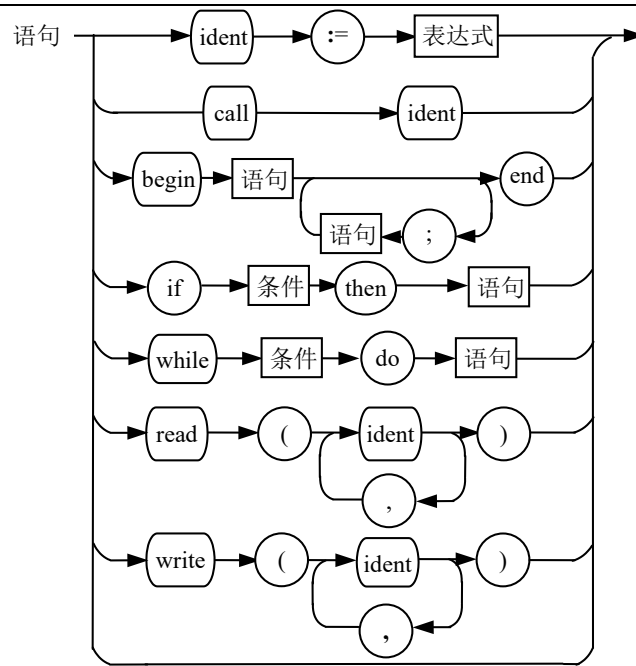 语句 ident := 表达式
call ident
begin 语句 end
语句 ;
if 条件 then 语句
while 条件 do 语句
read ( ident )
,
write ( ident )
,